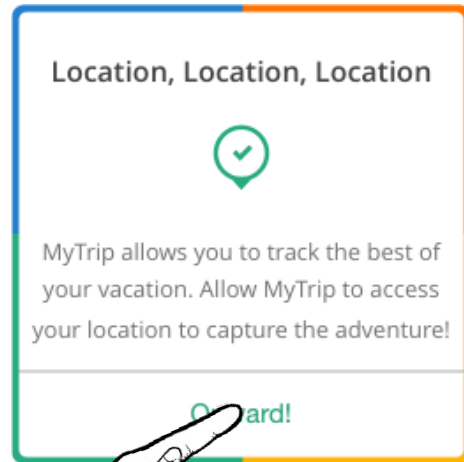 Location, Location, Location
MyTrip allows you to track the best of
your vacation. Allow MyTrip to access
your location to capture the adventure!